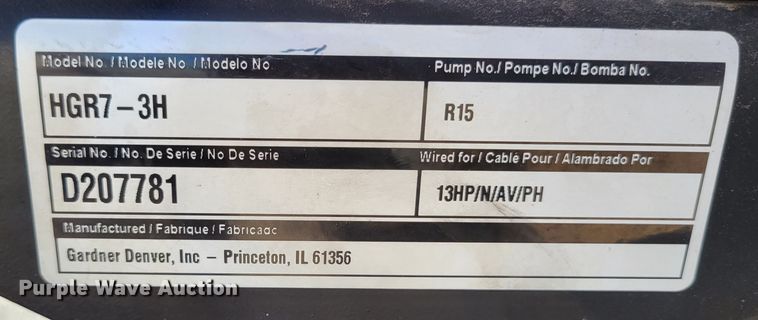 Model No. / Modele No. / Modelo No.
Pump No./ Pompe No./ Bomba No.
HGR7-3H
R15
Serial No. / No. De Serie / No De Serie
Wired for / Cablé Pour / Alambrado Por
D207781
13HP/N/AV/PH
Manufactured / Fabrique / Fabricado
Gardner Denver, Inc – Princeton, IL 61356
Purple Wave Auction